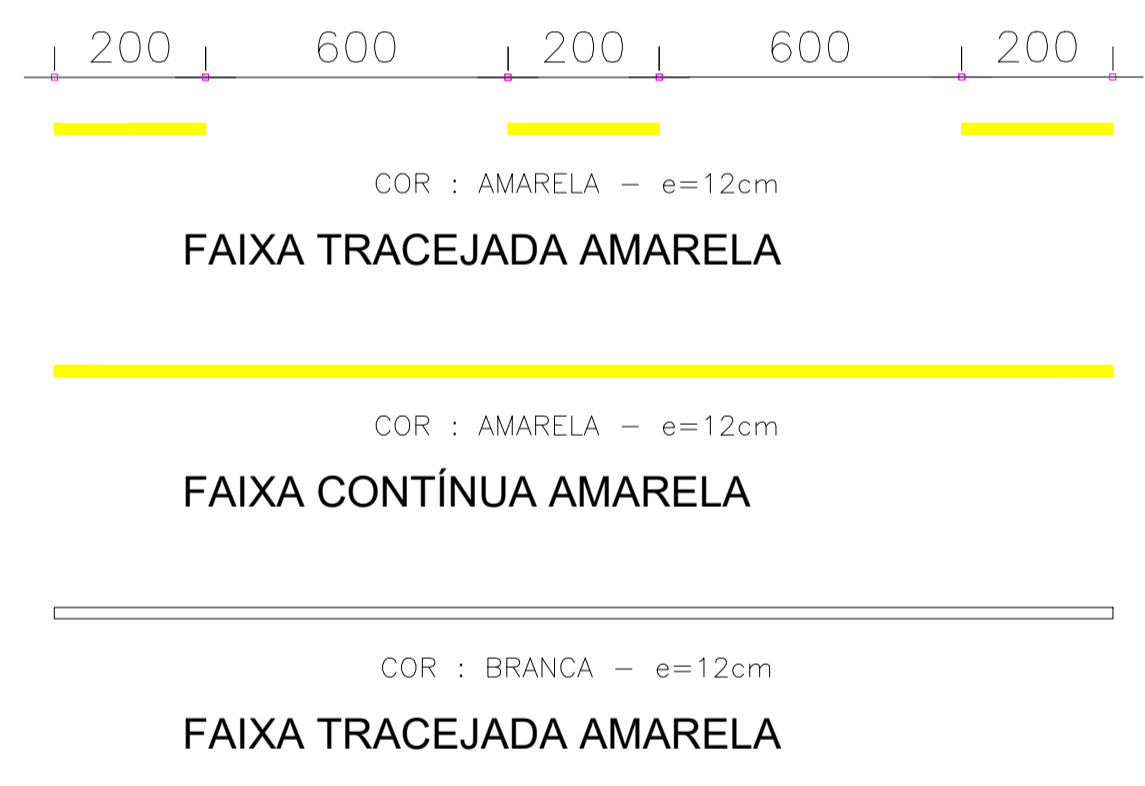 200 600 200 600 200
COR : AMARELA – e=12cm
FAIXA TRACEJADA AMARELA
COR : AMARELA – e=12cm
FAIXA CONTÍNUA AMARELA
COR : BRANCA – e=12cm
FAIXA TRACEJADA AMARELA